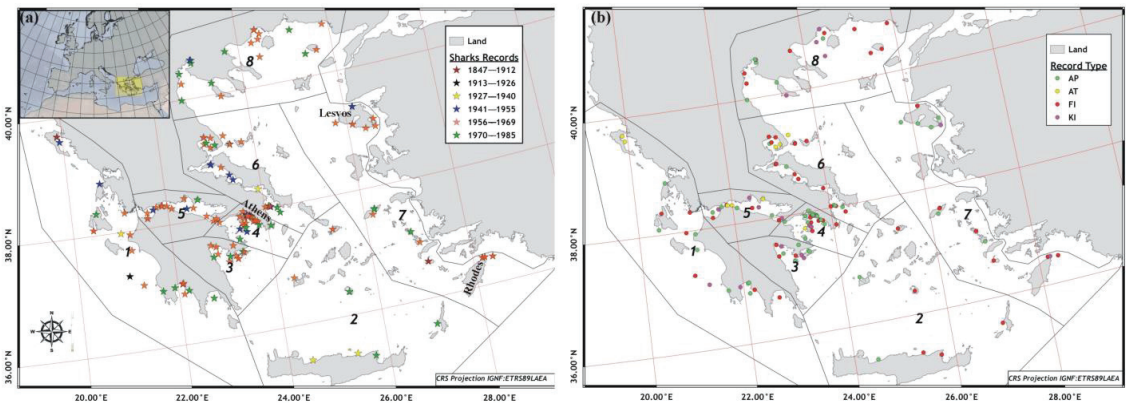 (a)
Land
Sharks Records
1847—1912
1913—1926
1927—1940
1941—1955
1956—1969
1970—1985
8
Lesvos
6
5
Athens
7
4
1
3
Rhodes
2
N
W E
S
40.00°N
38.00°N
36.00°N
CRS Projection IGNF:ETRS89LAEA
20.00°E 22.00°E 24.00°E 26.00°E 28.00°E
(b)
Land
Record Type
AP
AT
FI
KI
8
6
5
7
4
1
3
2
40.00°N
38.00°N
36.00°N
CRS Projection IGNF:ETRS89LAEA
20.00°E 22.00°E 24.00°E 26.00°E 28.00°E